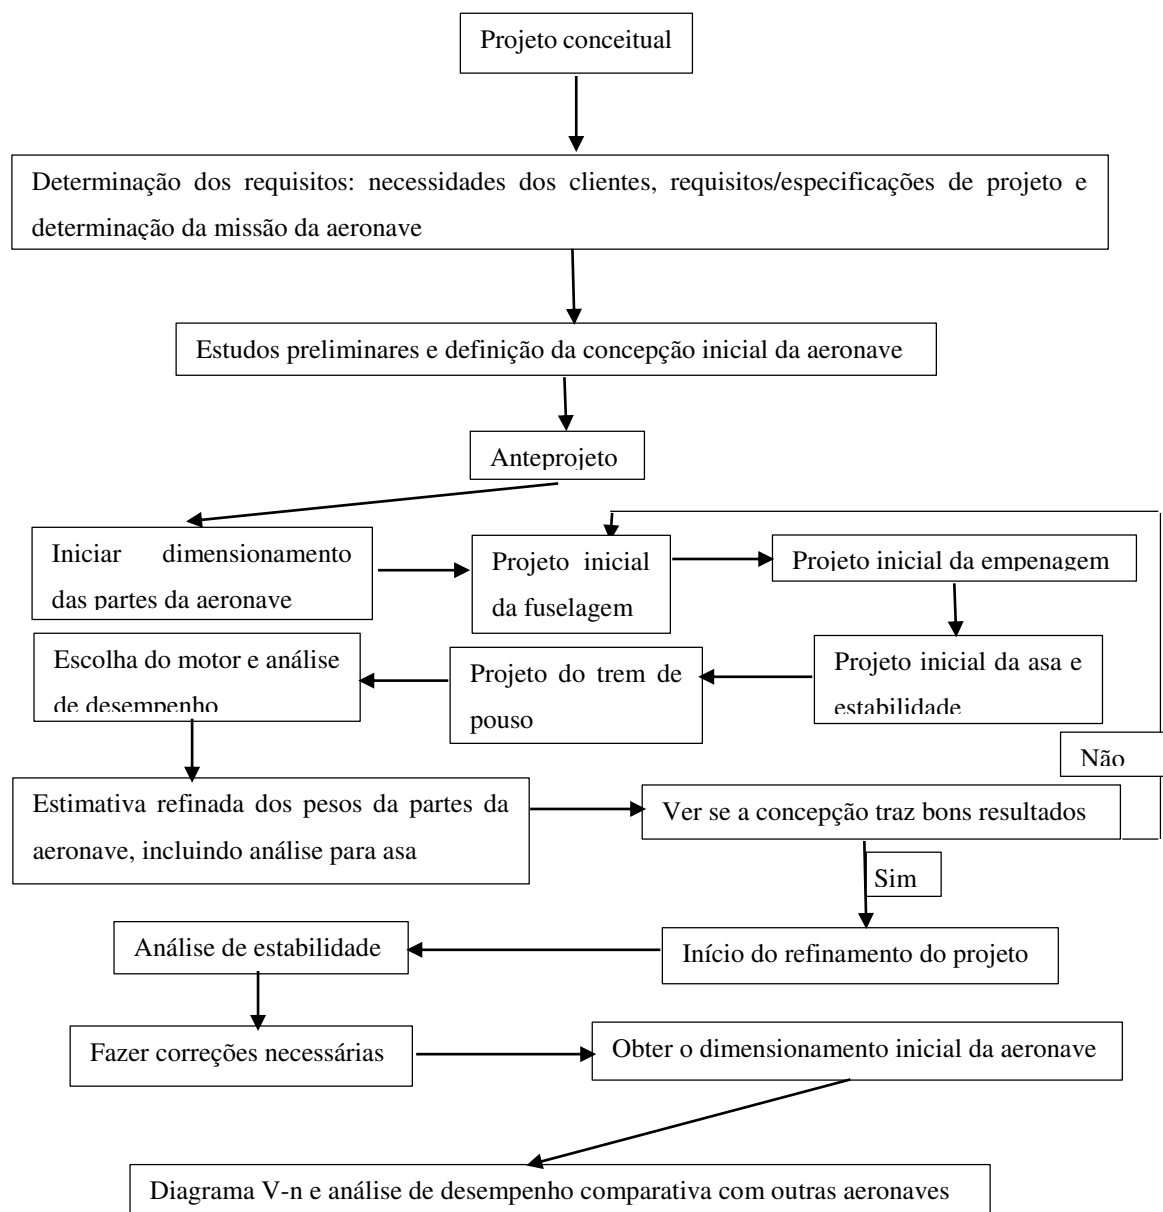 Projeto conceitual
Determinação dos requisitos: necessidades dos clientes, requisitos/especificações de projeto e
determinação da missão da aeronave
Estudos preliminares e definição da concepção inicial da aeronave
Anteprojeto
Iniciar dimensionamento
das partes da aeronave
Projeto inicial
da fuselagem
Projeto inicial da empenagem
Escolha do motor e análise
de desempenho
Projeto do trem de
pouso
Projeto inicial da asa e
estabilidade
Não
Estimativa refinada dos pesos da partes da
aeronave, incluindo análise para asa
Ver se a concepção traz bons resultados
Sim
Análise de estabilidade
Início do refinamento do projeto
Fazer correções necessárias
Obter o dimensionamento inicial da aeronave
Diagrama V-n e análise de desempenho comparativa com outras aeronaves